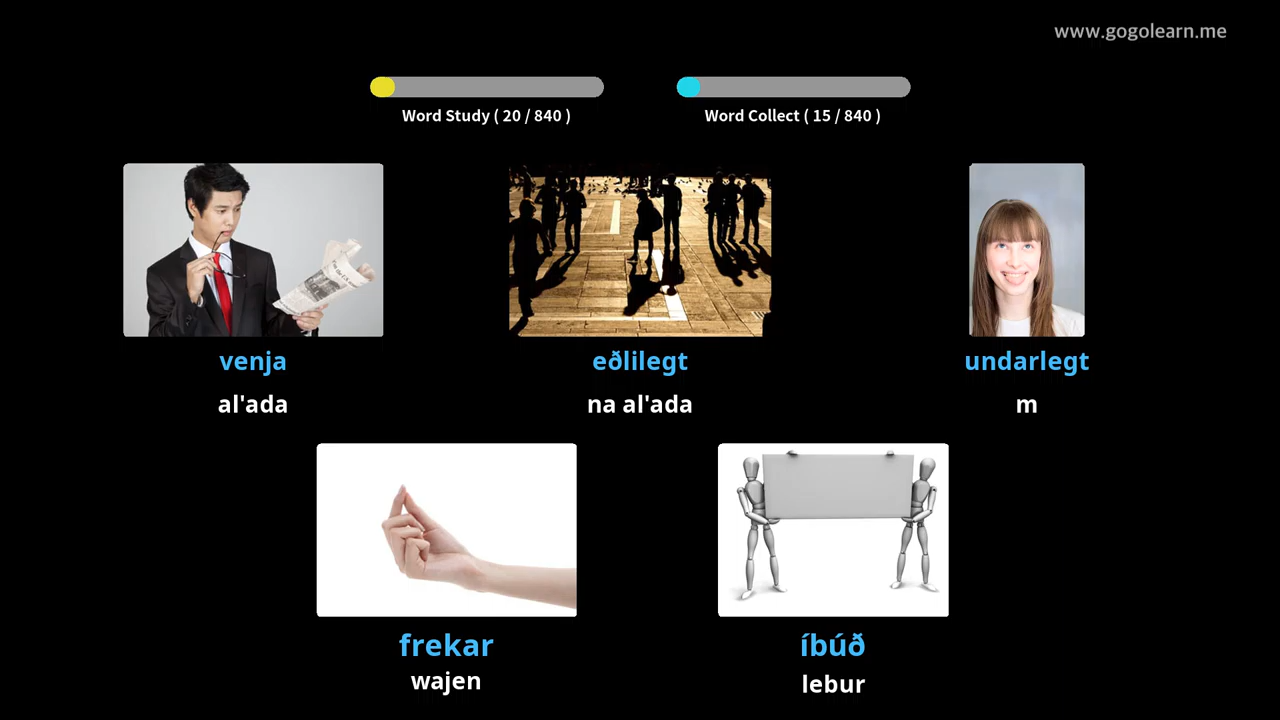 www.gogolearn.me
Word Study ( 20 / 840 )
Word Collect ( 15 / 840 )
venja
al'ada
eðlilegt
na al'ada
undarlegt
m
frekar
wajen
íbúð
lebur